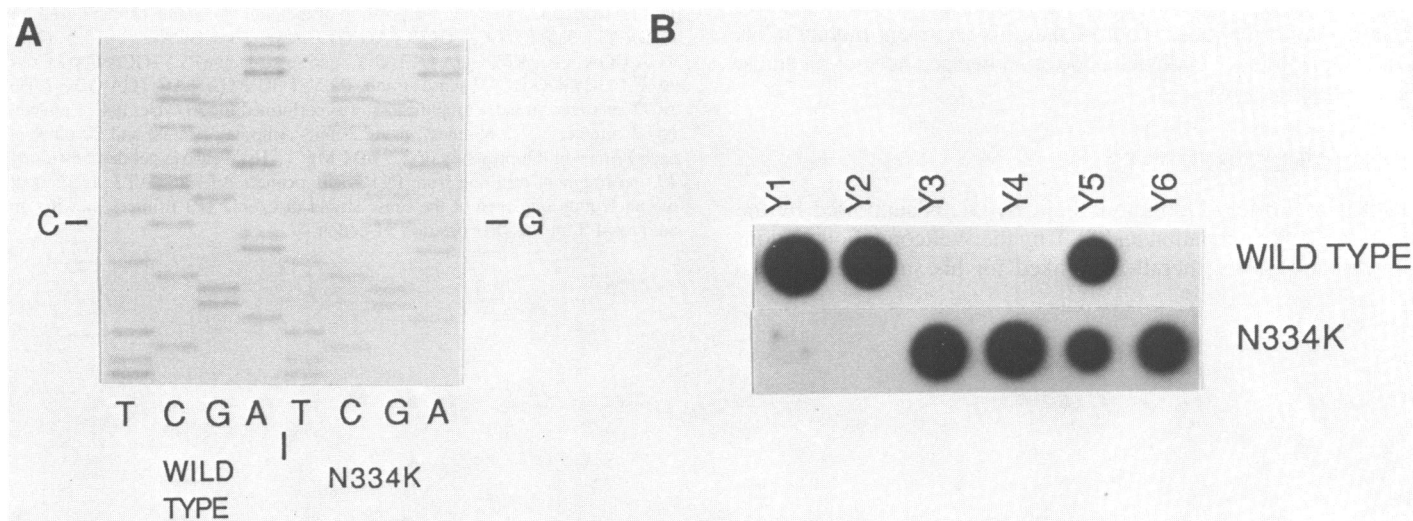 A
C –
– G
T C G A T C G A
WILD
TYPE
N334K
B
Y1 Y2 Y3 Y4 Y5 Y6
WILD TYPE
N334K